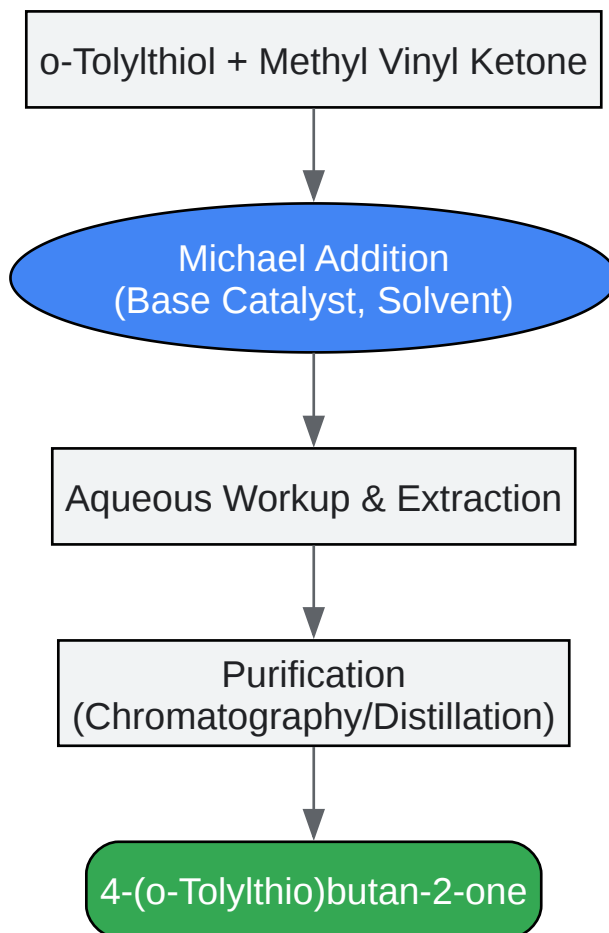 o-Tolylthiol + Methyl Vinyl Ketone
Michael Addition
(Base Catalyst, Solvent)
Aqueous Workup & Extraction
Purification
(Chromatography/Distillation)
4-(o-Tolylthio)butan-2-one